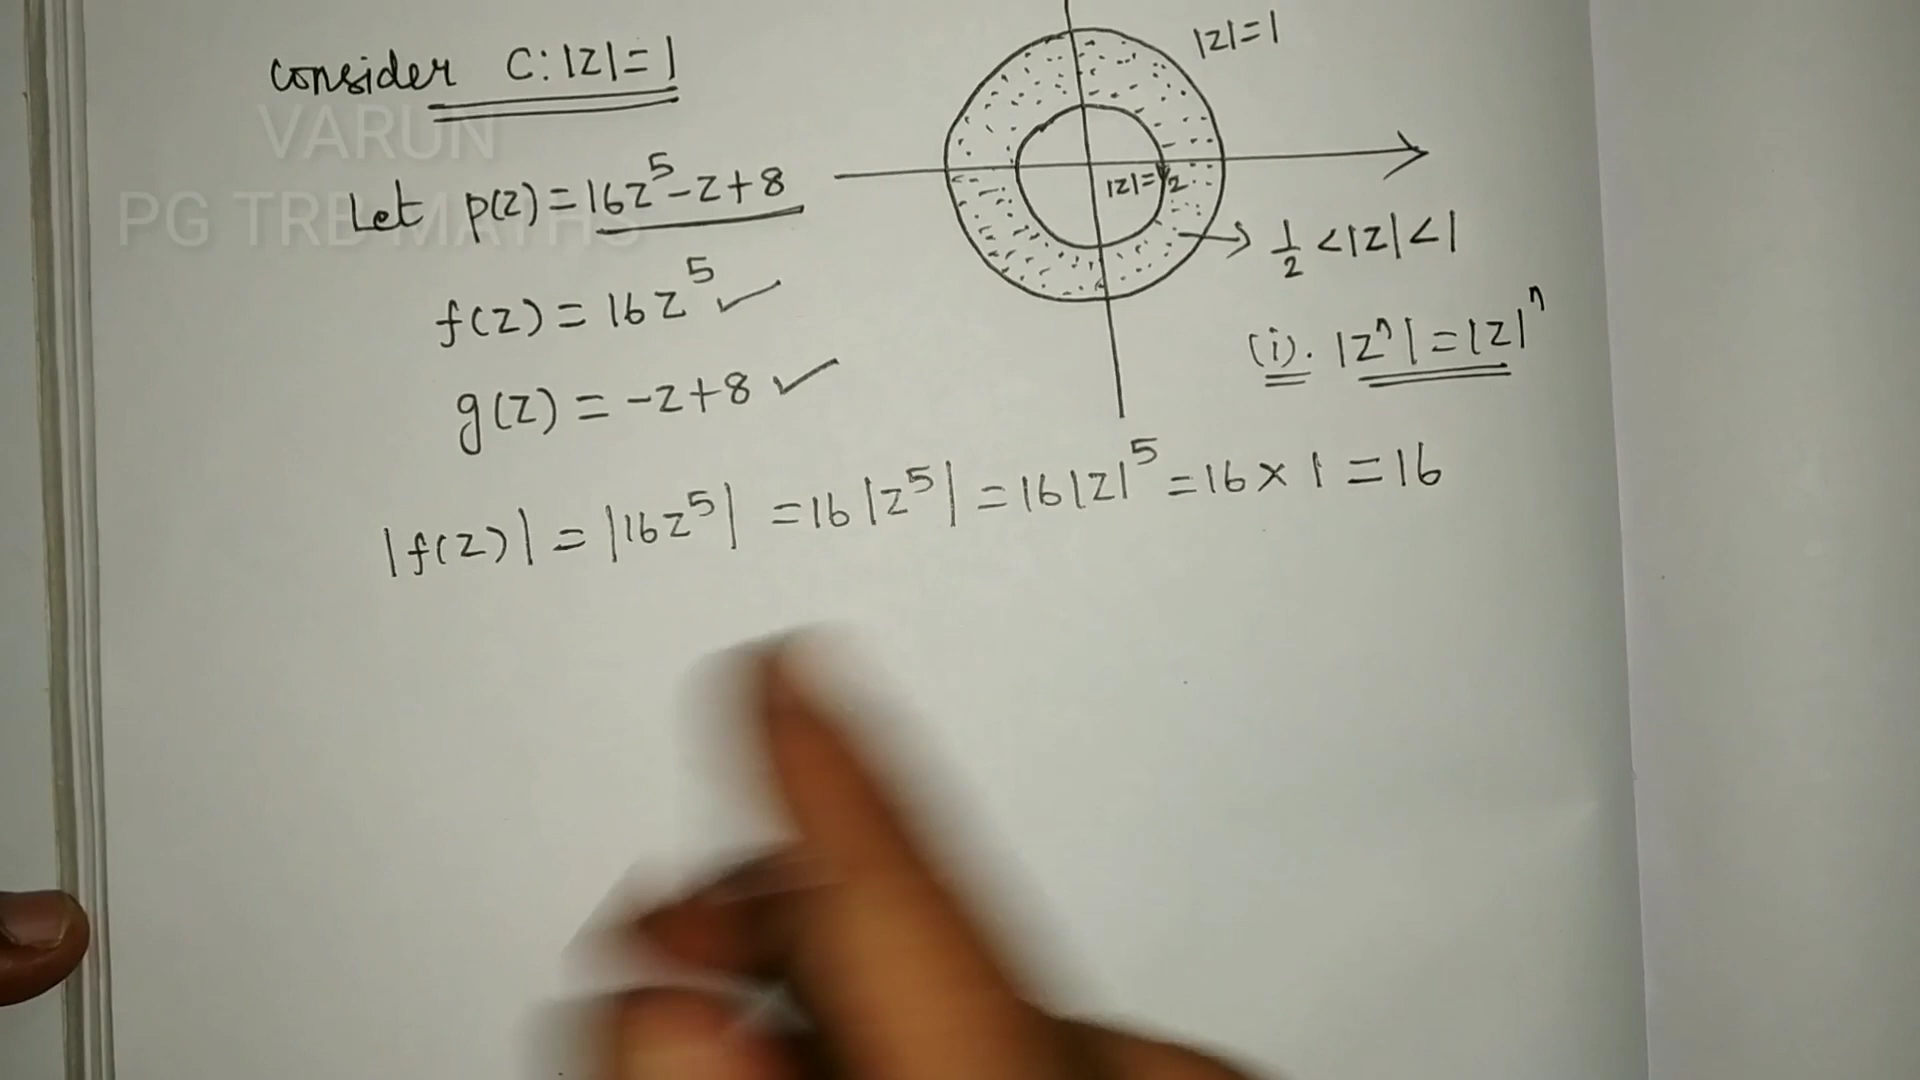 consider C:|z|=1
VARUN
PG TRB MATHS
Let p(z)=16z⁵-z+8
f(z)=16z⁵✓
g(z)=-z+8✓
|z|=1
|z|=1/2
→ 1/2<|z|<1
(i). |zⁿ|=|z|ⁿ
|f(z)|=|16z⁵| =16|z⁵|=16|z|⁵=16×1=16